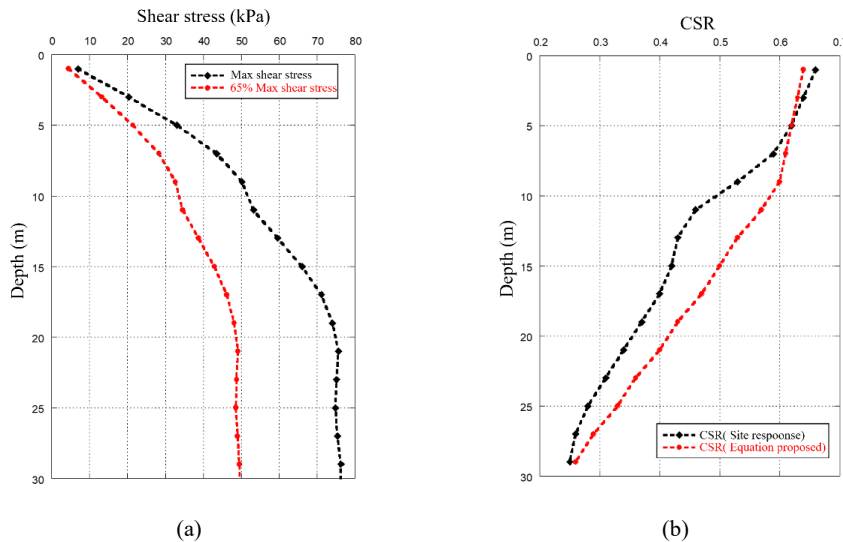 Shear stress (kPa)
0 10 20 30 40 50 60 70 80
0
5
10
15
20
25
30
Depth (m)
Max shear stress
65% Max shear stress
(a)
CSR
0.2 0.3 0.4 0.5 0.6 0.7
0
5
10
15
20
25
30
Depth (m)
CSR( Site respoonse)
CSR( Equation proposed)
(b)